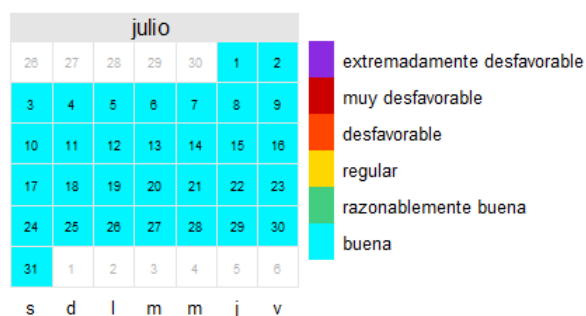 julio
26 27 28 29 30 1 2
3 4 5 6 7 8 9
10 11 12 13 14 15 16
17 18 19 20 21 22 23
24 25 26 27 28 29 30
31 1 2 3 4 5 6
s d l m m j v
extremadamente desfavorable
muy desfavorable
desfavorable
regular
razonablemente buena
buena